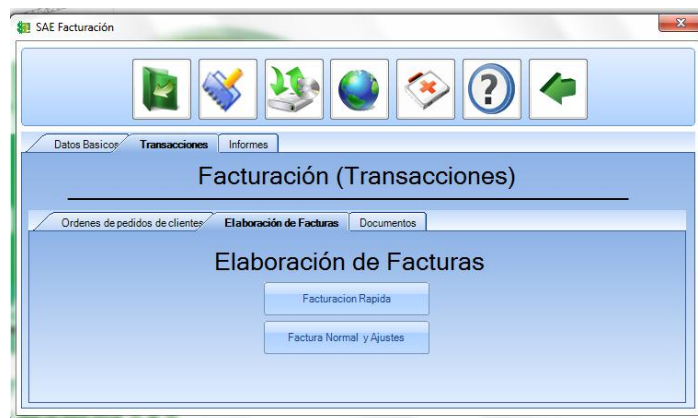 SAE Facturación
?
Datos Basicos Transacciones Informes
Facturación (Transacciones)
Ordenes de pedidos de clientes Elaboración de Facturas Documentos
Elaboración de Facturas
Facturacion Rapida
Factura Normal y Ajustes